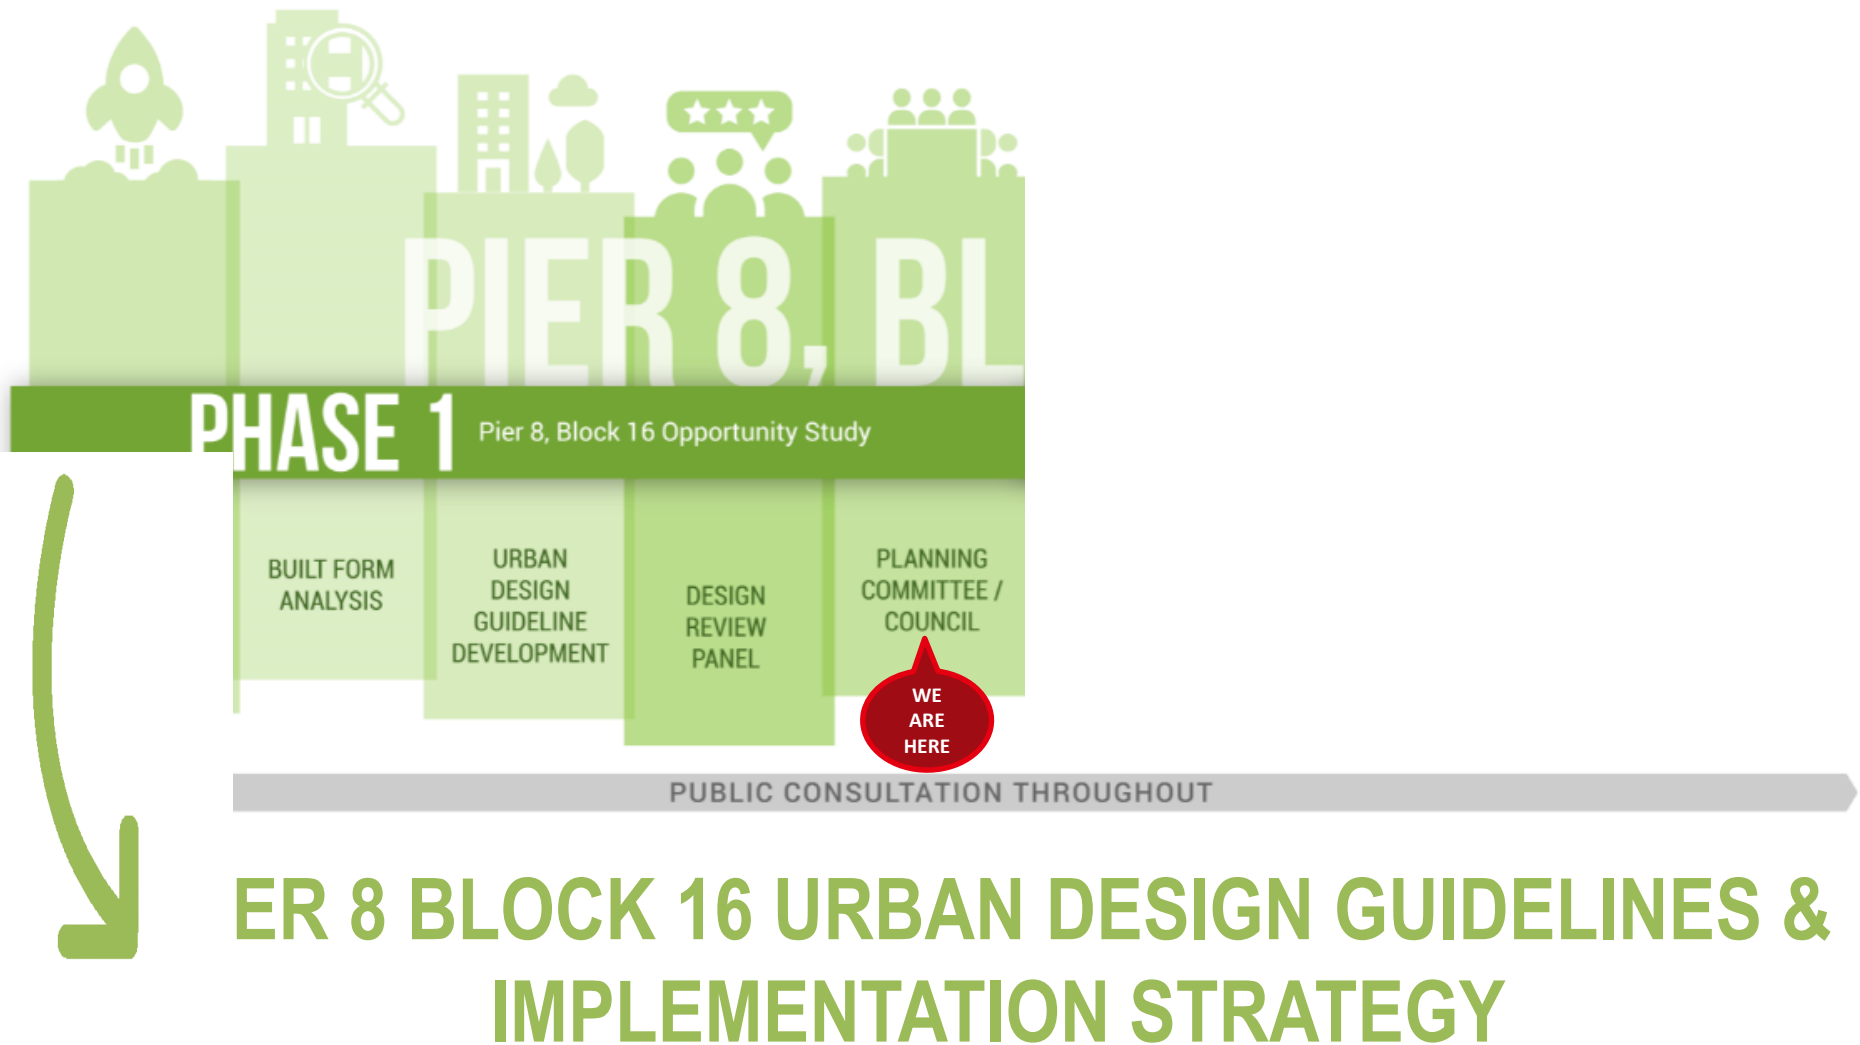 PIER 8, BL
PHASE 1
Pier 8, Block 16 Opportunity Study
BUILT FORM
ANALYSIS
URBAN
DESIGN
GUIDELINE
DEVELOPMENT
DESIGN
REVIEW
PANEL
PLANNING
COMMITTEE /
COUNCIL
WE
ARE
HERE
PUBLIC CONSULTATION THROUGHOUT
ER 8 BLOCK 16 URBAN DESIGN GUIDELINES &
IMPLEMENTATION STRATEGY